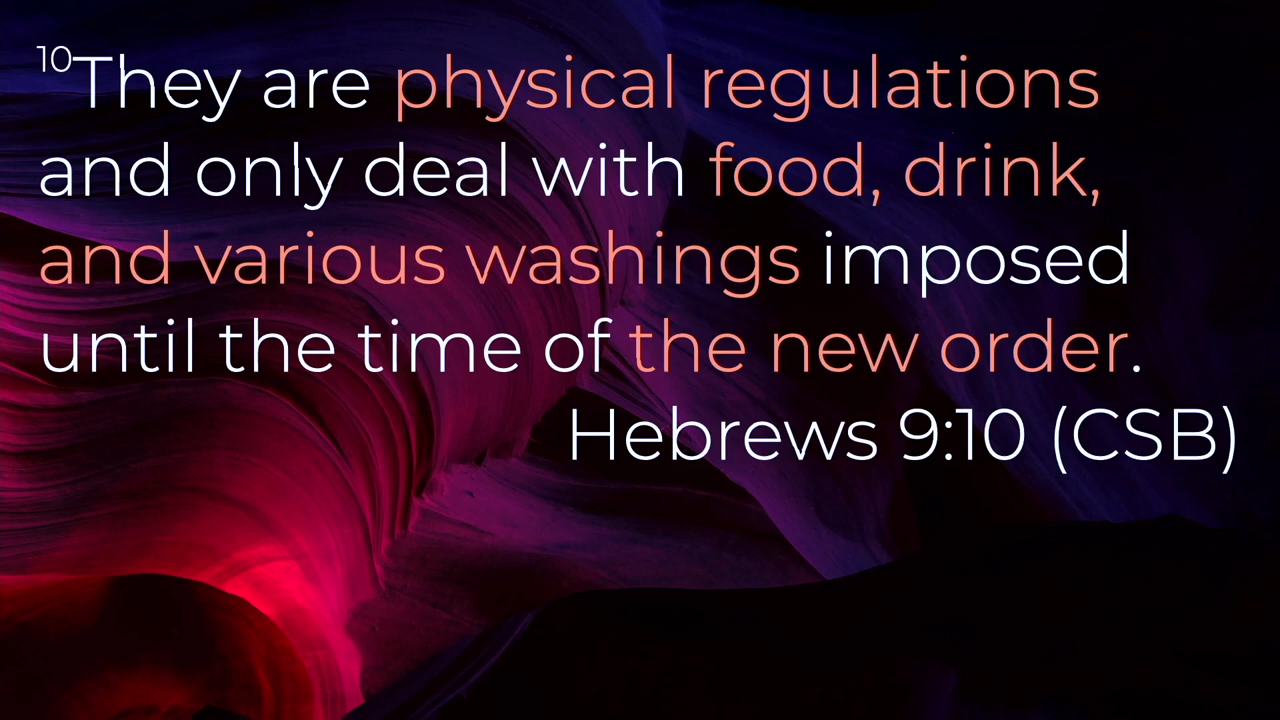 10They are physical regulations
and only deal with food, drink,
and various washings imposed
until the time of the new order.
Hebrews 9:10 (CSB)